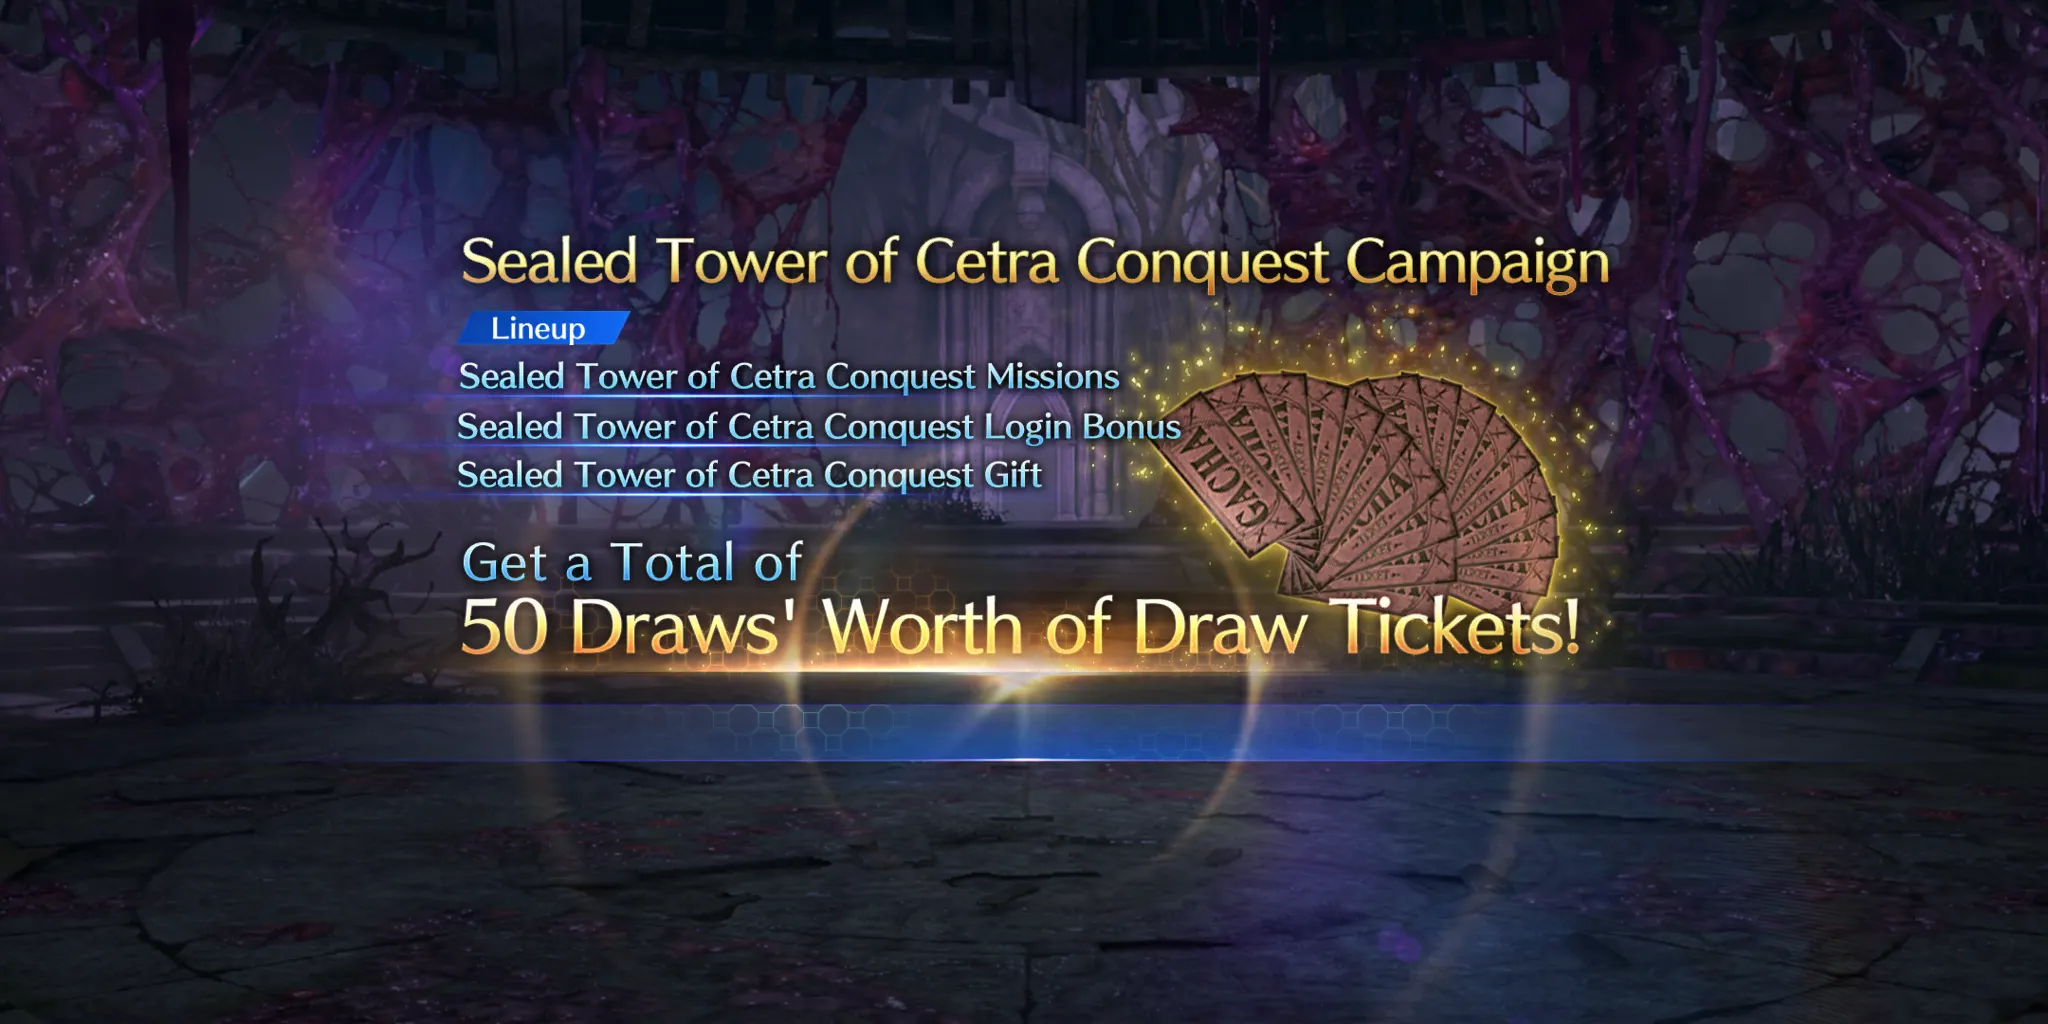 Sealed Tower of Cetra Conquest Campaign
Lineup
Sealed Tower of Cetra Conquest Missions
Sealed Tower of Cetra Conquest Login Bonus
Sealed Tower of Cetra Conquest Gift
GACHA
Get a Total of
50 Draws' Worth of Draw Tickets!